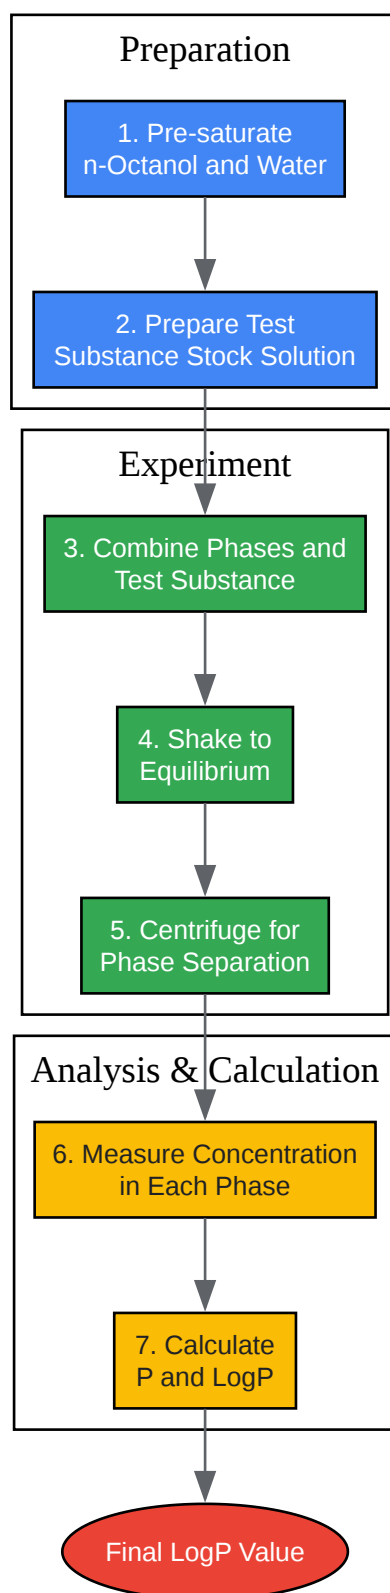 Preparation
1. Pre-saturate
n-Octanol and Water
2. Prepare Test
Substance Stock Solution
Experiment
3. Combine Phases and
Test Substance
4. Shake to
Equilibrium
5. Centrifuge for
Phase Separation
Analysis & Calculation
6. Measure Concentration
in Each Phase
7. Calculate
P and LogP
Final LogP Value